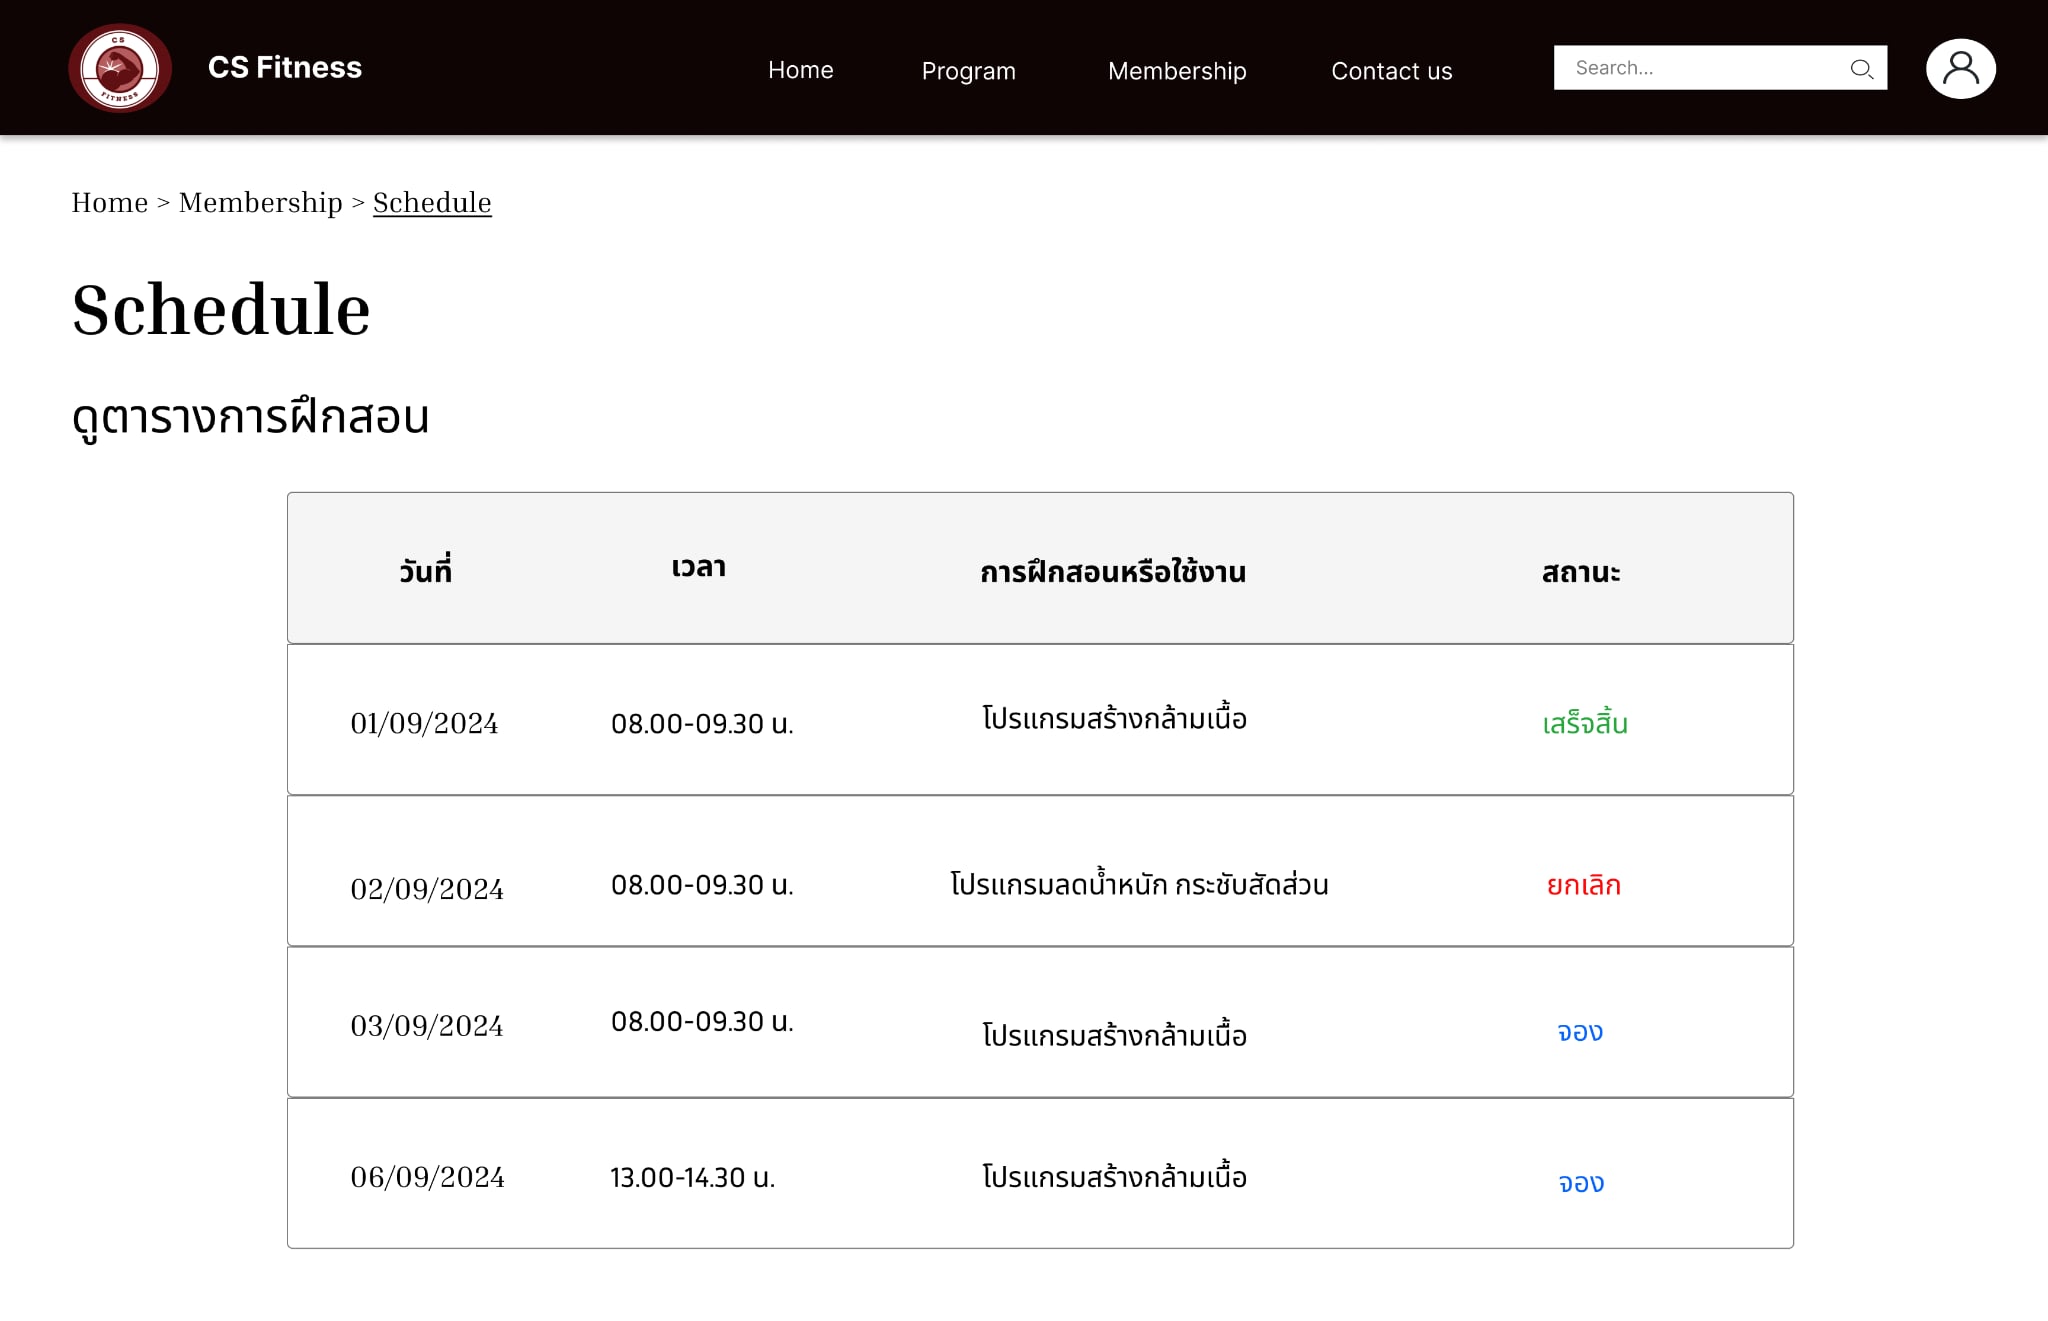 CS
FITNESS
CS Fitness
Home Program Membership Contact us Search...
Home > Membership > Schedule
Schedule
ดูตารางการฝึกสอน
วันที่ เวลา การฝึกสอนหรือใช้งาน สถานะ
01/09/2024 08.00-09.30 น. โปรแกรมสร้างกล้ามเนื้อ เสร็จสิ้น
02/09/2024 08.00-09.30 น. โปรแกรมลดน้ำหนัก กระชับสัดส่วน ยกเลิก
03/09/2024 08.00-09.30 น. โปรแกรมสร้างกล้ามเนื้อ จอง
06/09/2024 13.00-14.30 น. โปรแกรมสร้างกล้ามเนื้อ จอง